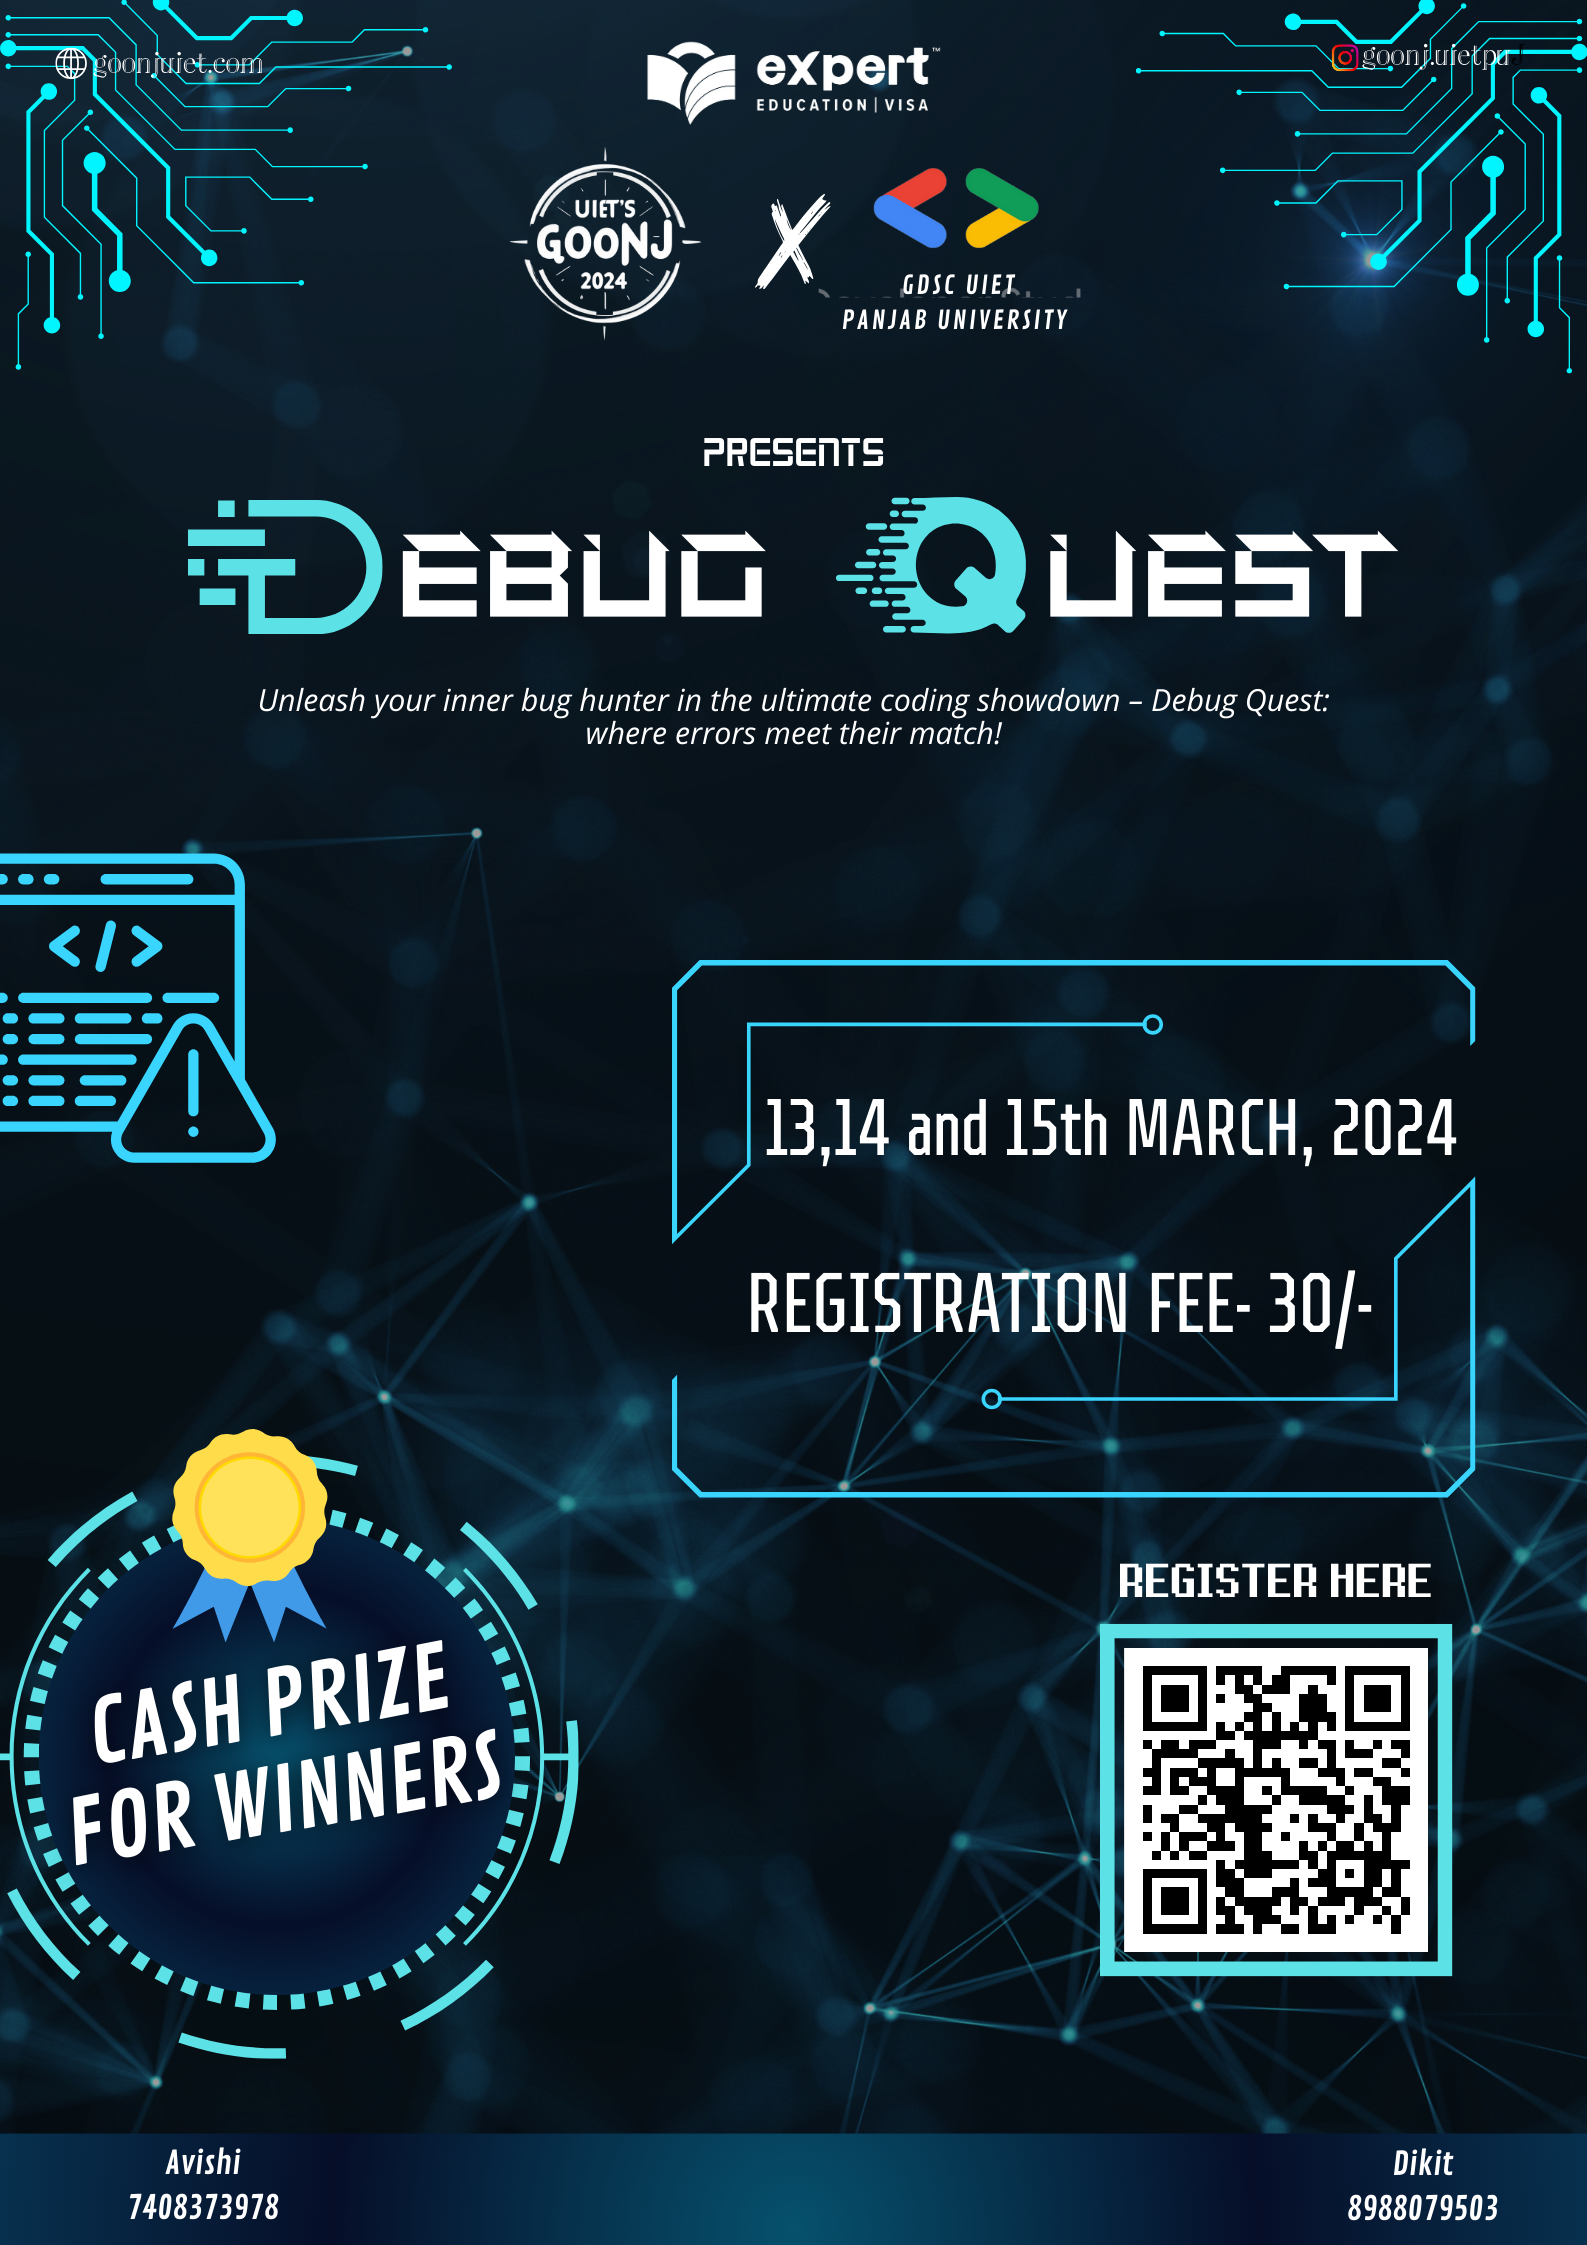 goonjuiet.com
expert™
EDUCATION | VISA
goonj.uietpu
UIET'S
GOONJ
2024
X
GDSC UIET
PANJAB UNIVERSITY
PRESENTS
DEBUG QUEST
Unleash your inner bug hunter in the ultimate coding showdown – Debug Quest:
where errors meet their match!
</>
!
13,14 and 15th MARCH, 2024
REGISTRATION FEE- 30/-
REGISTER HERE
CASH PRIZE
FOR WINNERS
Avishi
7408373978
Dikit
8988079503